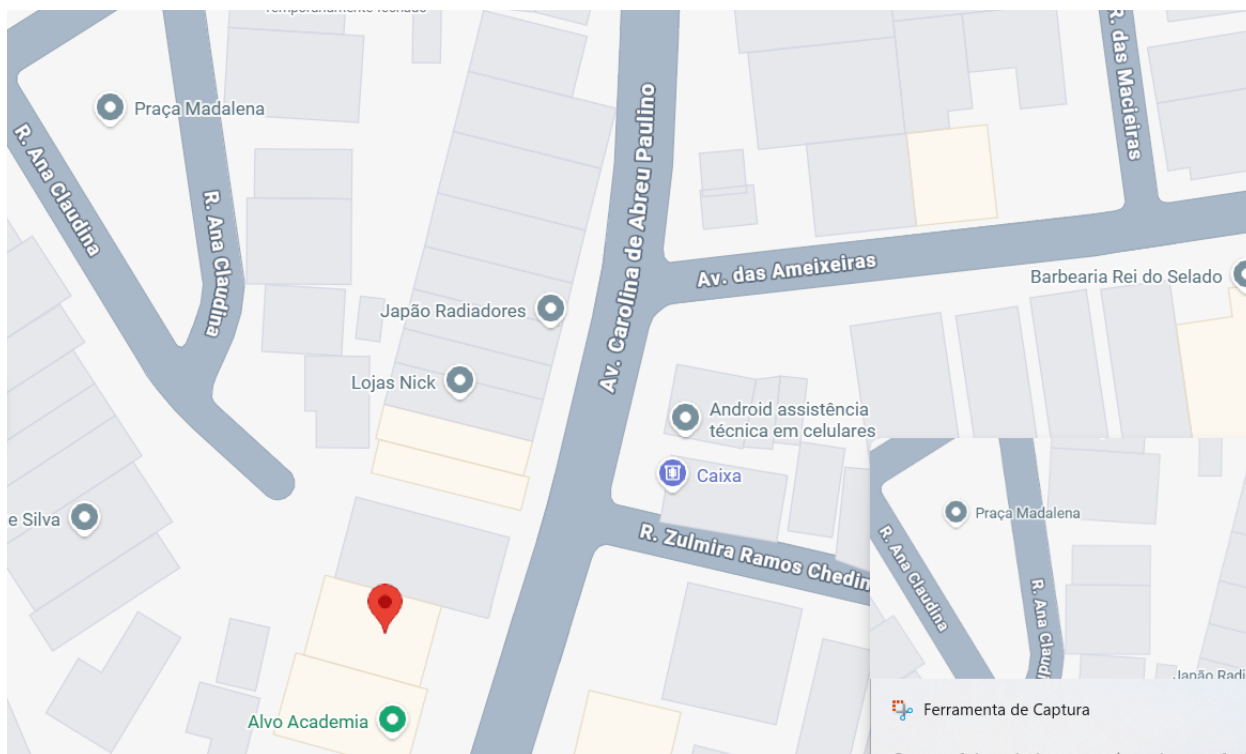 Temporariamente fechado
Praça Madalena
R. Ana Claudina
R. Ana Claudina
Av. Carolina de Abreu Paulino
R. das Macieiras
Av. das Ameixeiras
Barbearia Rei do Selado
Japão Radiadores
Lojas Nick
Android assistência
técnica em celulares
Caixa
e Silva
R. Zulmira Ramos Chedin
Alvo Academia
Praça Madalena
R. Ana Claudina
R. Ana Claud
Japão Radi
Ferramenta de Captura